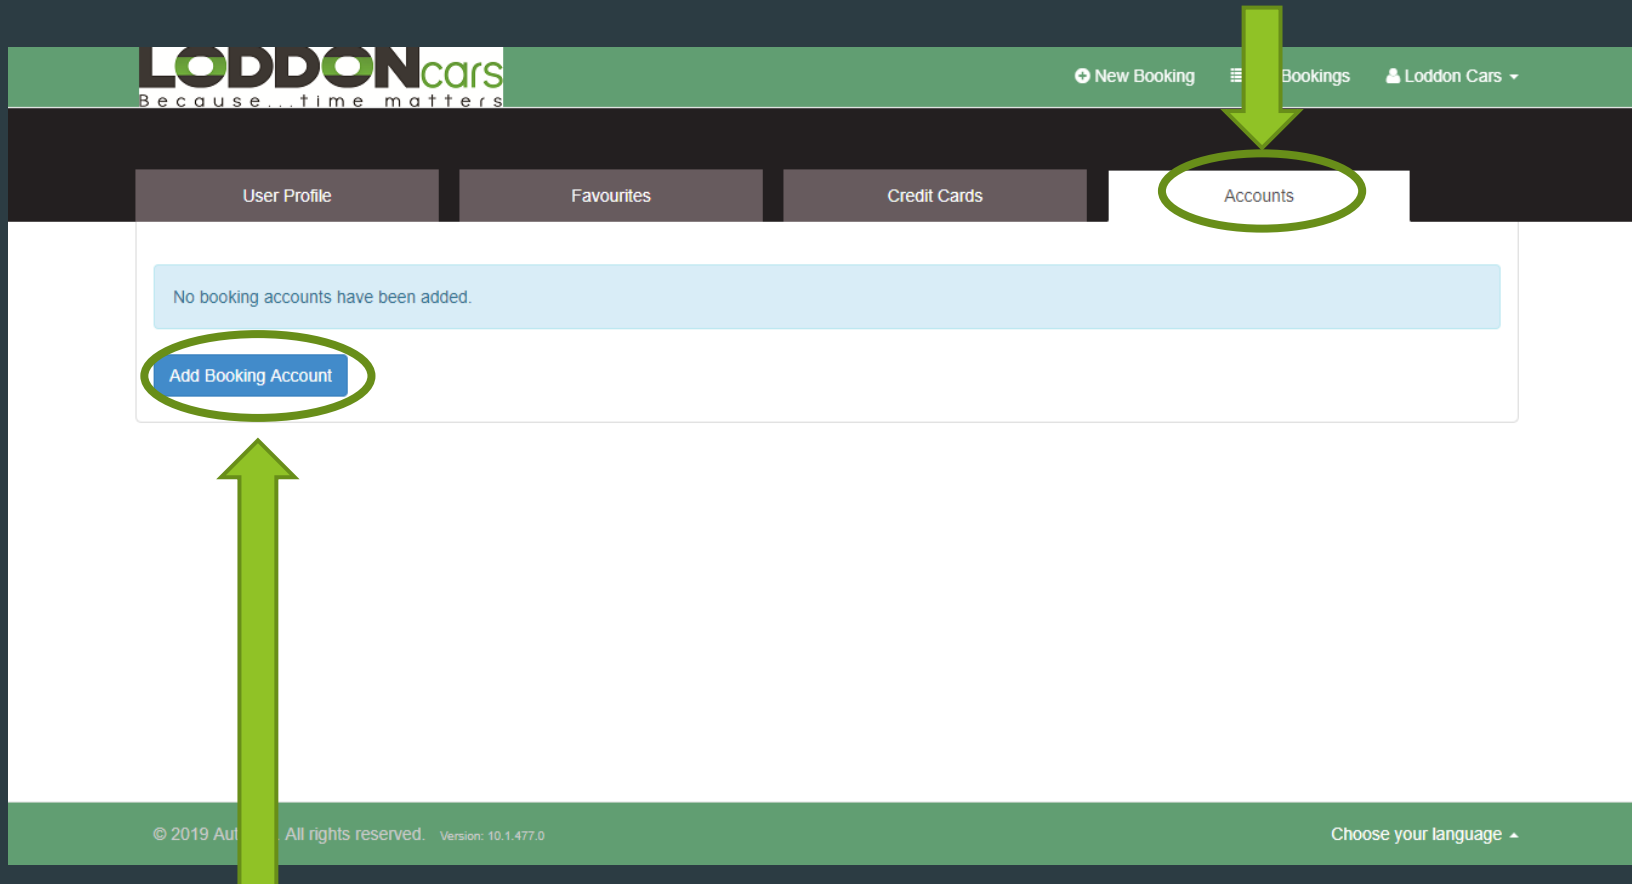 LODDONcars
Because...time matters
New Booking
Bookings
Loddon Cars
User Profile
Favourites
Credit Cards
Accounts
No booking accounts have been added.
Add Booking Account
© 2019 All rights reserved. Version: 10.1.477.0
Choose your language